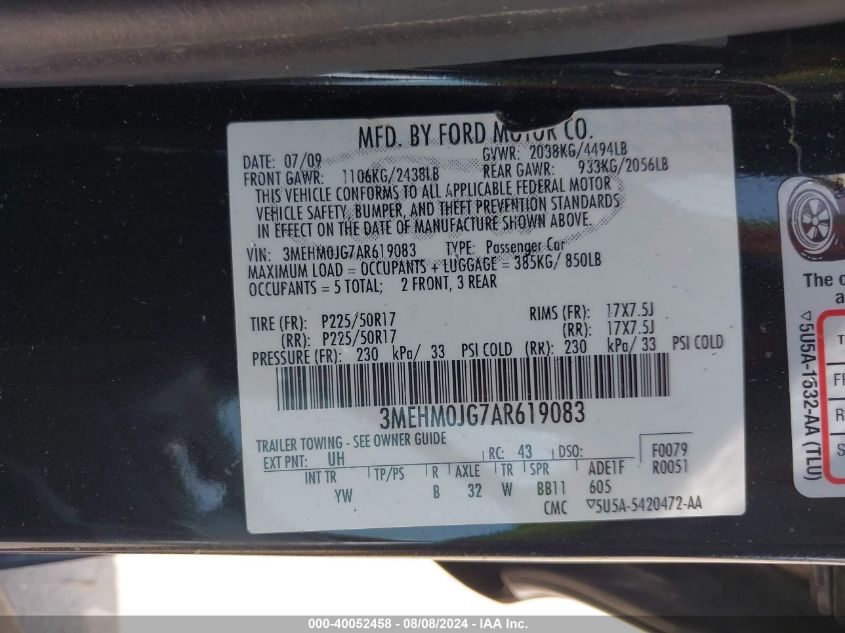 MFD. BY FORD MOTOR CO.
DATE: 07/09 GVWR: 2038KG/4494LB
FRONT GAWR: 1106KG/2438LB REAR GAWR: 933KG/2056LB
THIS VEHICLE CONFORMS TO ALL APPLICABLE FEDERAL MOTOR
VEHICLE SAFETY, BUMPER, AND THEFT PREVENTION STANDARDS
IN EFFECT ON THE DATE OF MANUFACTURE SHOWN ABOVE.
VIN: 3MEHM0JG7AR619083 TYPE: Passenger Car
MAXIMUM LOAD = OCCUPANTS + LUGGAGE = 385KG/ 850LB
OCCUPANTS = 5 TOTAL; 2 FRONT, 3 REAR
TIRE (FR): P225/50R17 RIMS (FR): 17X7.5J
(RR): P225/50R17 (RR): 17X7.5J
PRESSURE (FR): 230 kPa/ 33 PSI COLD (RR): 230 kPa/ 33 PSI COLD
3MEHM0JG7AR619083
TRAILER TOWING - SEE OWNER GUIDE
EXT PNT: UH RC: 43 DSO: F0079
INT TR TP/PS R AXLE TR SPR ADE1F R0051
YW B 32 W BB11 605
CMC ▽5U5A-5420472-AA
The
a
▽5U5A-1532-AA (TLU)
T
F
R
S
000-40052458 | 08/08/2024 | IAA Inc.